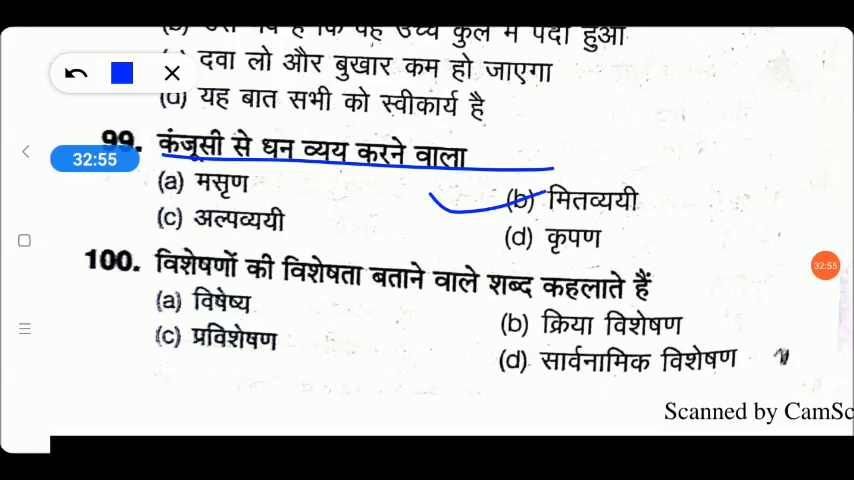 दवा लो और बुखार कम हो जाएगा
(d) यह बात सभी को स्वीकार्य है
99. कंजूसी से धन व्यय करने वाला
32:55
(a) मसृण
(b) मितव्ययी
(c) अल्पव्ययी
(d) कृपण
32:55
100. विशेषणों की विशेषता बताने वाले शब्द कहलाते हैं
(a) विषेष्य
(b) क्रिया विशेषण
(c) प्रविशेषण
(d) सार्वनामिक विशेषण
Scanned by CamSc